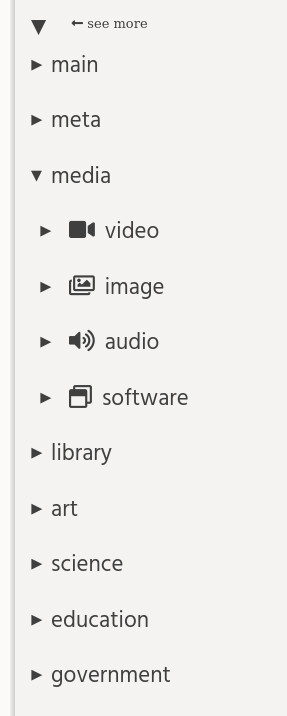 ▼ ← see more
► main
► meta
▼ media
► video
► image
► audio
► software
► library
► art
► science
► education
► government